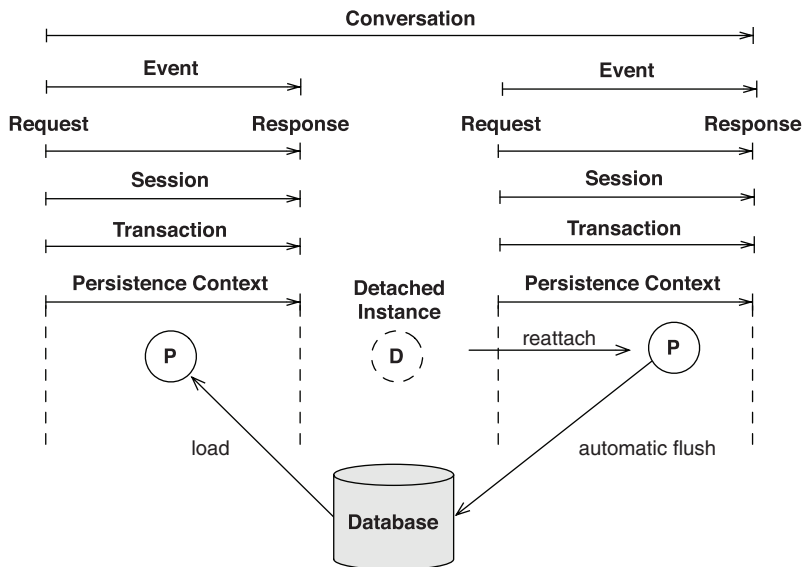 Conversation
Event
Event
Request
Response
Request
Response
Session
Session
Transaction
Transaction
Persistence Context
Detached
Instance
Persistence Context
P
D
reattach
P
load
automatic flush
Database